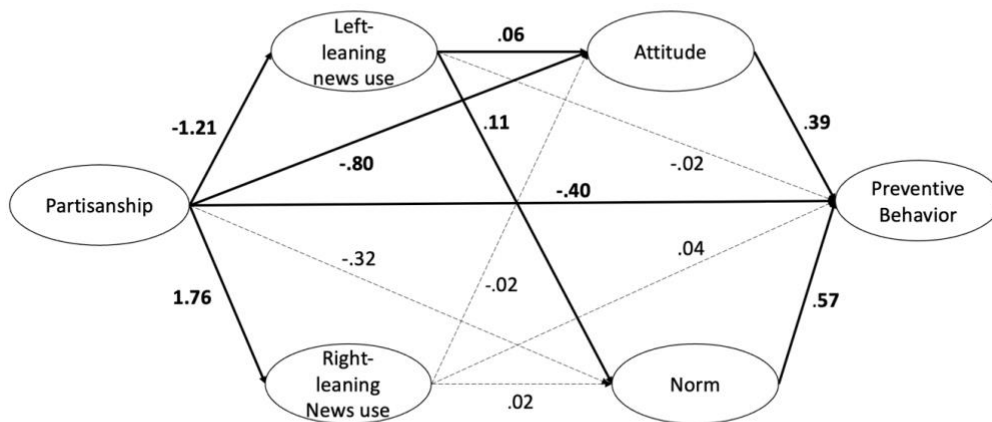 Left-
leaning
news use
.06
Attitude
-1.21
.11
.39
-.80
-.02
Partisanship
-.40
Preventive
Behavior
-.32
.04
-.02
1.76
.57
Right-
leaning
News use
.02
Norm